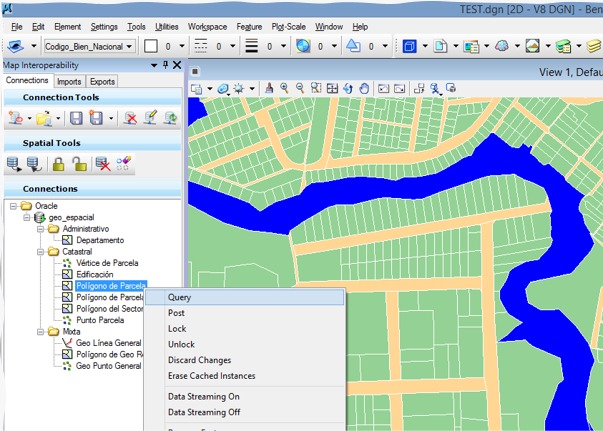 TEST.dgn [2D - V8 DGN] - Ben
File Edit Element Settings Tools Utilities Workspace Feature Plot-Scale Window Help
Codigo_Bien_Nacional 0 0 0 0 0
Map Interoperability
View 1, Defau
Connections Imports Exports
Connection Tools
Spatial Tools
Connections
Oracle
geo_espacial
Administrativo
Departamento
Catastral
Vértice de Parcela
Edificación
Polígono de Parcela
Polígono de Parcela
Polígono del Sector
Punto Parcela
Mixta
Geo Línea General
Polígono de Geo R
Geo Punto General
Query
Post
Lock
Unlock
Discard Changes
Erase Cached Instances
Data Streaming On
Data Streaming Off